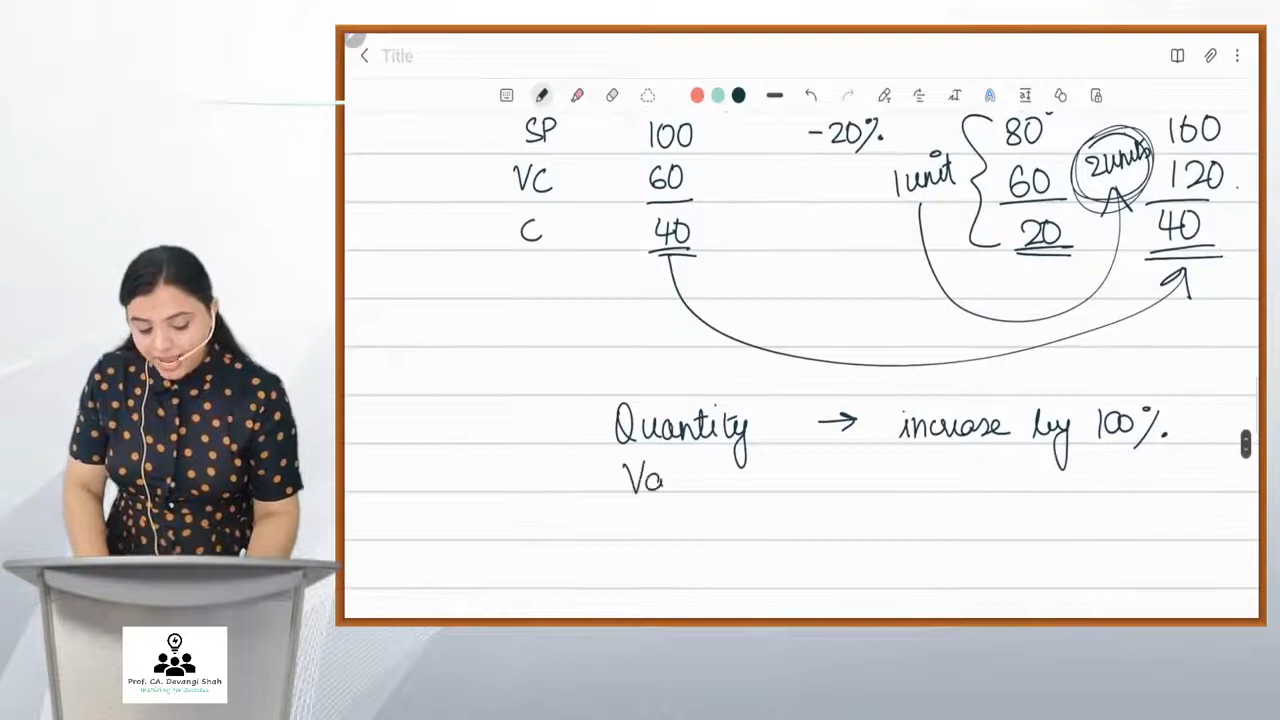 Title
SP 100 -20% 80 160
VC 60 1 unit 60 2 units 120
C 40 20 40
Quantity → increase by 100%.
Va
Prof. CA. Devangi Shah